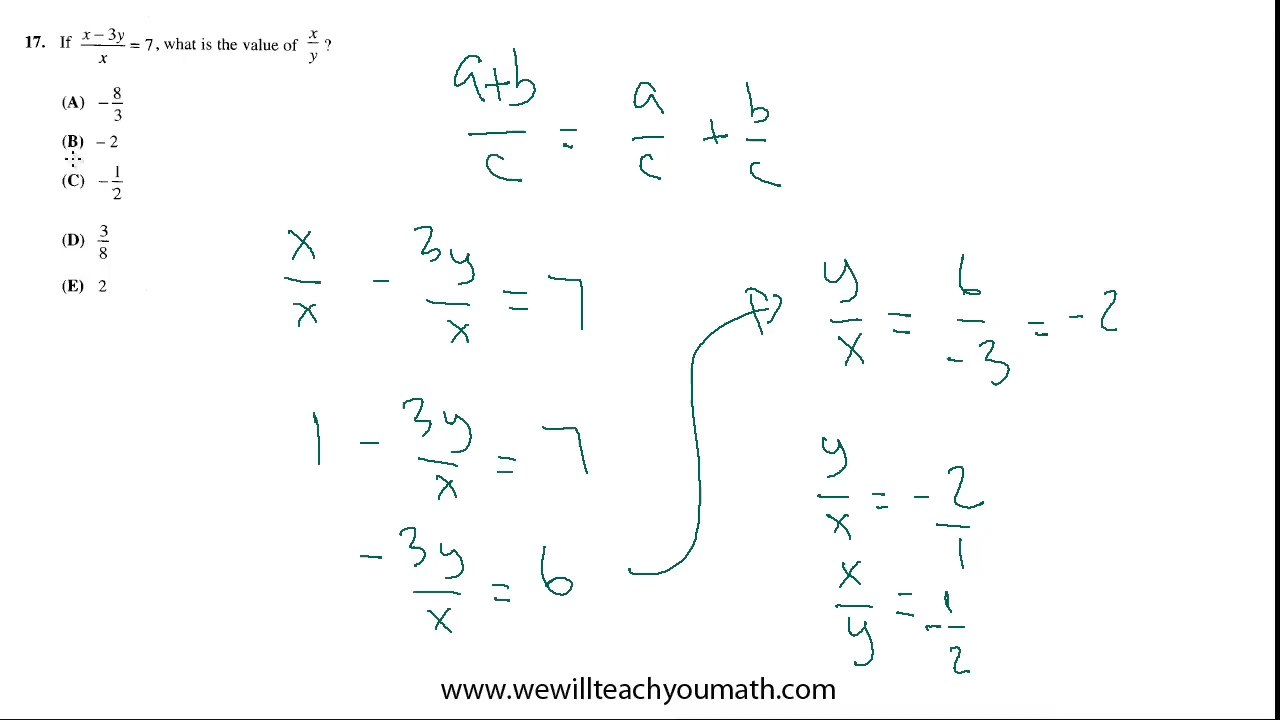 17. If (x − 3y)/x = 7, what is the value of x/y ?
(A) −8/3
(B) −2
(C) −1/2
(D) 3/8
(E) 2
(a+b)/c = a/c + b/c
x/x − 3y/x = 7
1 − 3y/x = 7
− 3y/x = 6
y/x = 6/−3 = −2
y/x = −2/1
x/y = −1/2
www.wewillteachyoumath.com